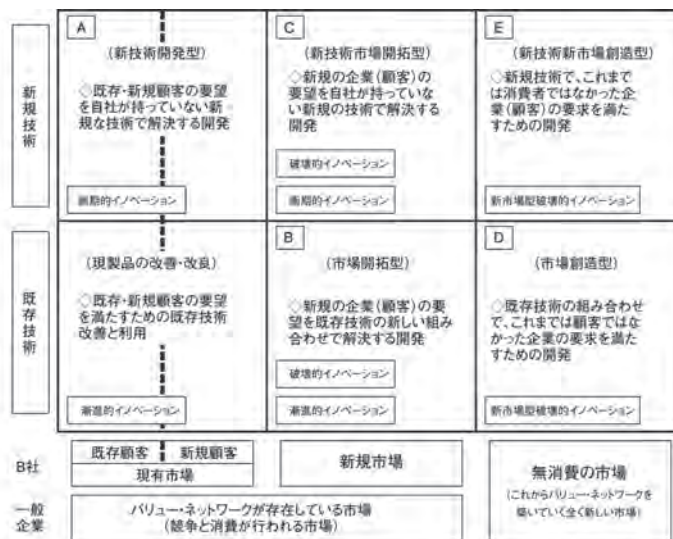 A
(新技術開発型)
◇既存・新規顧客の要望
を自社が持っていない新
規な技術で解決する開発
画期的イノベーション
C
(新技術市場開拓型)
◇新規の企業(顧客)の
要望を自社が持っていな
い新規の技術で解決する
開発
破壊的イノベーション
画期的イノベーション
E
(新技術新市場創造型)
◇新規技術で、これまで
は消費者ではなかった企
業(顧客)の要求を満た
すための開発
新市場型破壊的イノベーション
新規技術
(現製品の改善・改良)
◇既存・新規顧客の要望
を満たすための既存技術
改善と利用
漸進的イノベーション
B
(市場開拓型)
◇新規の企業(顧客)の要
望を既存技術の新しい組み
合わせで解決する開発
破壊的イノベーション
漸進的イノベーション
D
(市場創造型)
◇既存技術の組み合わせ
で、これまでは顧客ではな
かった企業の要求を満た
すための開発
新市場型破壊的イノベーション
既存技術
B社
既存顧客 新規顧客
現有市場
新規市場
無消費の市場
(これからバリュー・ネットワークを
築いていく全く新しい市場)
一般
企業
バリュー・ネットワークが存在している市場
(競争と消費が行われる市場)